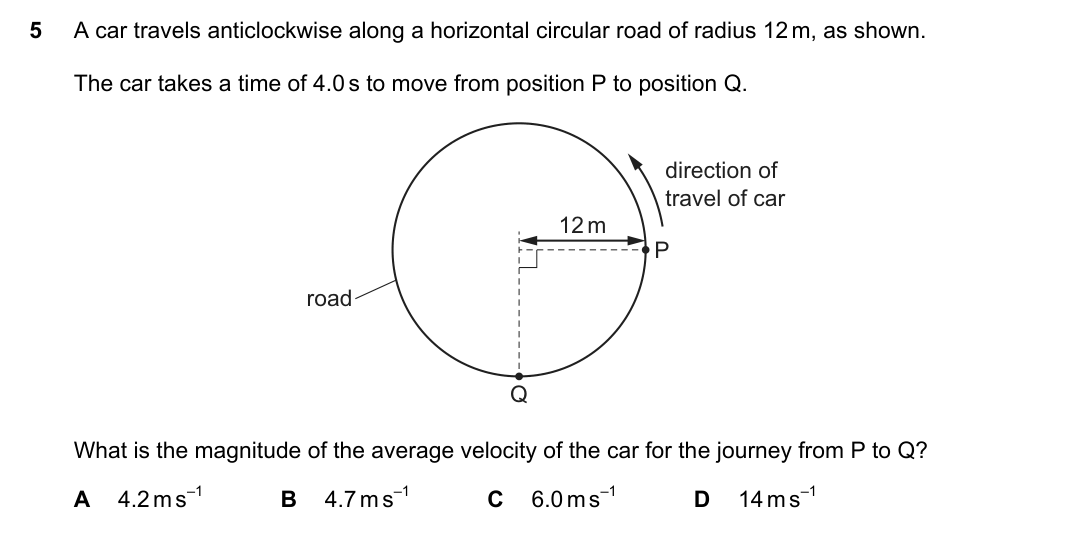 5 A car travels anticlockwise along a horizontal circular road of radius 12 m, as shown.
The car takes a time of 4.0 s to move from position P to position Q.
direction of
travel of car
12 m
P
road
Q
What is the magnitude of the average velocity of the car for the journey from P to Q?
A 4.2 m s⁻¹ B 4.7 m s⁻¹ C 6.0 m s⁻¹ D 14 m s⁻¹